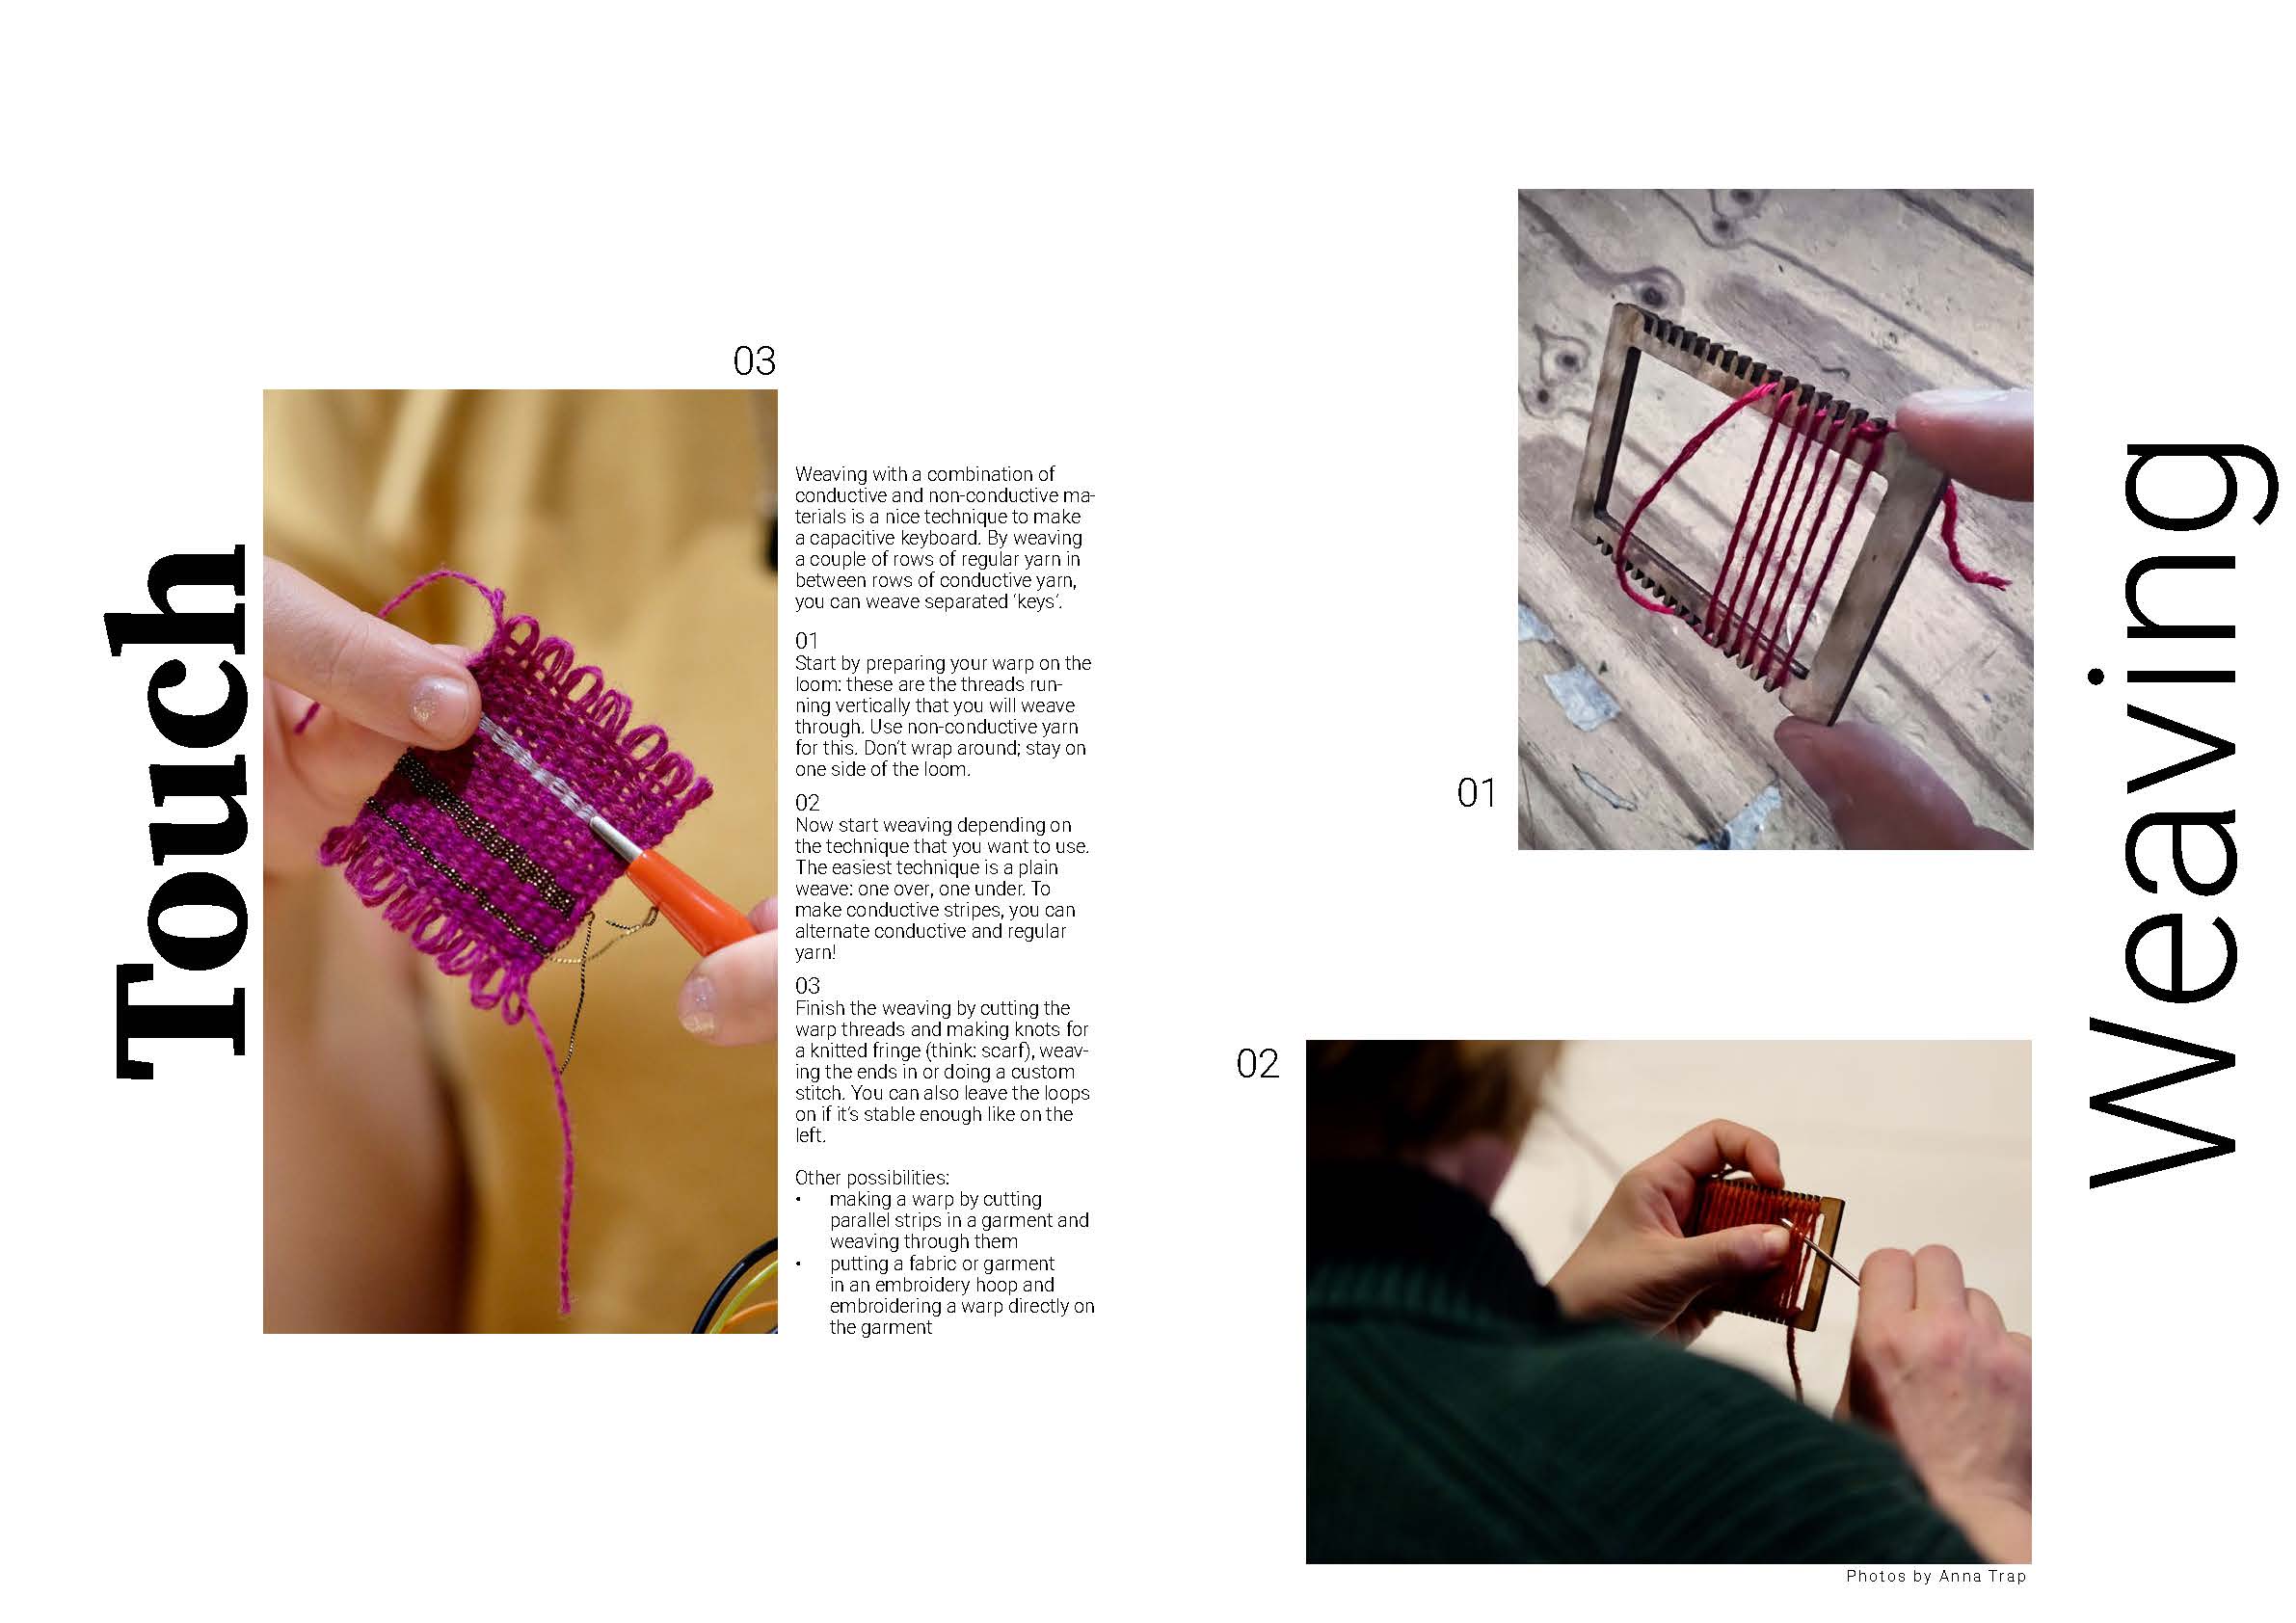 Touch
03
Weaving with a combination of
conductive and non-conductive ma-
terials is a nice technique to make
a capacitive keyboard. By weaving
a couple of rows of regular yarn in
between rows of conductive yarn,
you can weave separated ‘keys’.
01
Start by preparing your warp on the
loom: these are the threads run-
ning vertically that you will weave
through. Use non-conductive yarn
for this. Don’t wrap around; stay on
one side of the loom.
02
Now start weaving depending on
the technique that you want to use.
The easiest technique is a plain
weave: one over, one under. To
make conductive stripes, you can
alternate conductive and regular
yarn!
03
Finish the weaving by cutting the
warp threads and making knots for
a knitted fringe (think: scarf), weav-
ing the ends in or doing a custom
stitch. You can also leave the loops
on if it’s stable enough like on the
left.
Other possibilities:
• making a warp by cutting
parallel strips in a garment and
weaving through them
• putting a fabric or garment
in an embroidery hoop and
embroidering a warp directly on
the garment
01
02
Weaving
Photos by Anna Trap